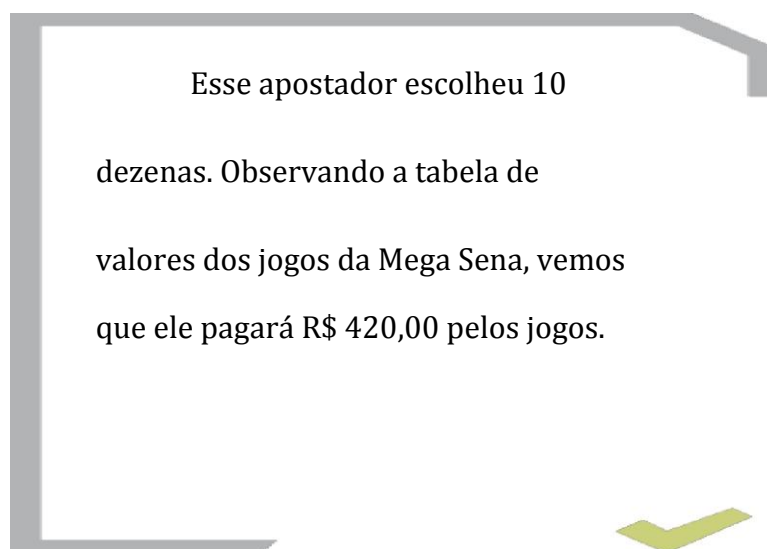 Esse apostador escolheu 10
dezenas. Observando a tabela de
valores dos jogos da Mega Sena, vemos
que ele pagará R$ 420,00 pelos jogos.